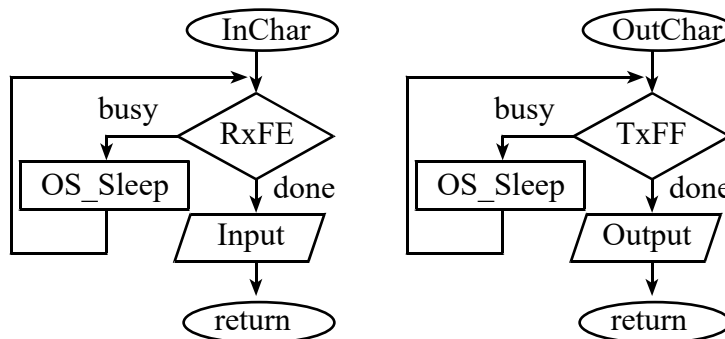 InChar
busy
RxFE
OS_Sleep
done
Input
return
OutChar
busy
TxFF
OS_Sleep
done
Output
return